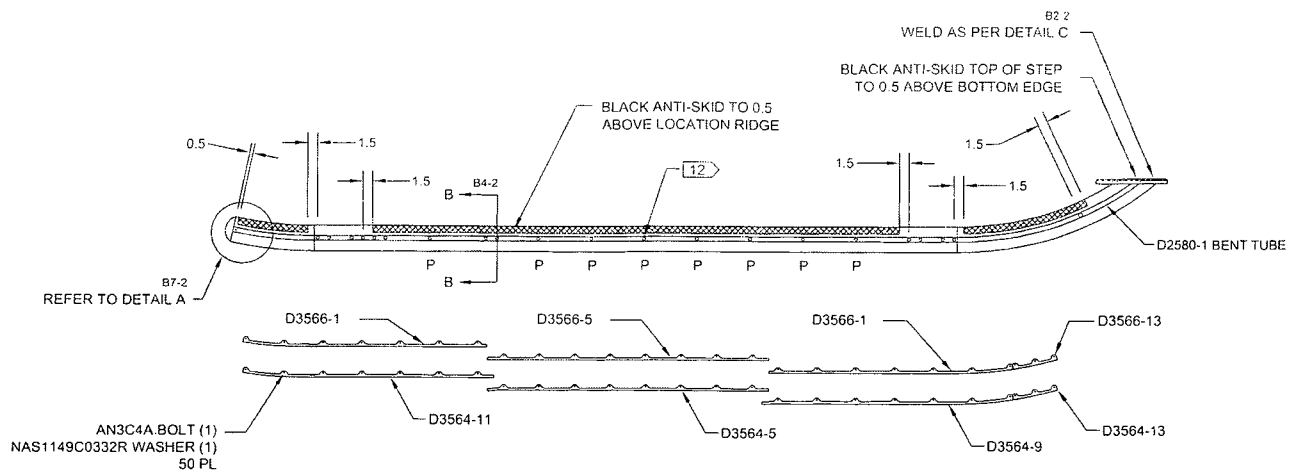 B2 2
WELD AS PER DETAIL C
BLACK ANTI-SKID TOP OF STEP
TO 0.5 ABOVE BOTTOM EDGE
BLACK ANTI-SKID TO 0.5
ABOVE LOCATION RIDGE
0.5
1.5
1.5
B
B4-2
12
1.5
1.5
1.5
D2580-1 BENT TUBE
B7-2
REFER TO DETAIL A
P
B
P P P P P P P
D3566-1
D3566-5
D3566-1
D3566-13
D3564-11
D3564-5
D3564-9
D3564-13
AN3C4A.BOLT (1)
NAS1149C0332R WASHER (1)
50 PL